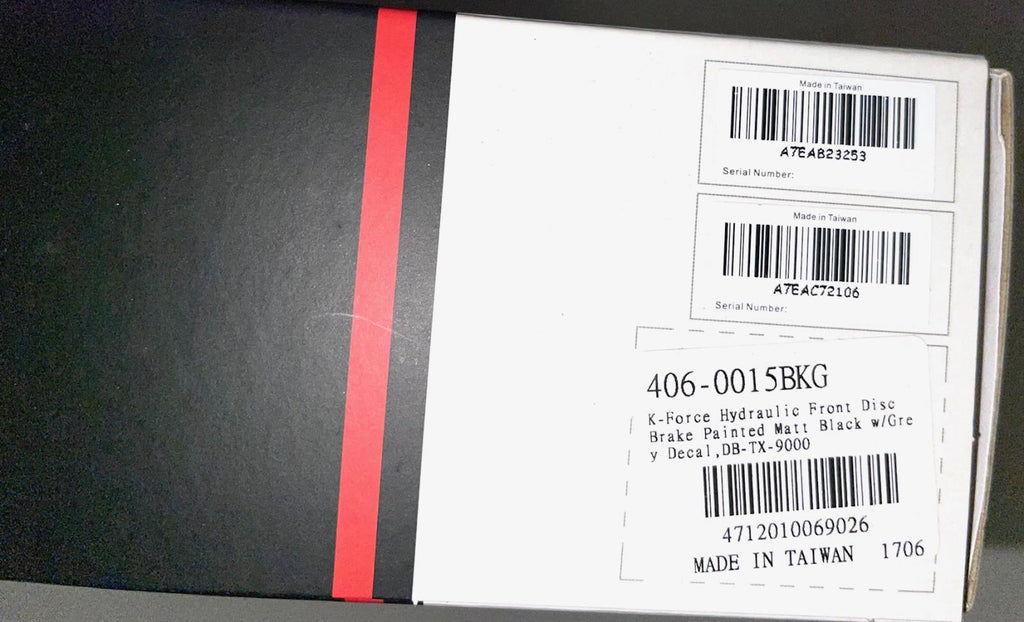 Made in Taiwan
A7EAB23253
Serial Number:
Made in Taiwan
A7EAC72106
Serial Number:
406-0015BKG
K-Force Hydraulic Front Disc
Brake Painted Matt Black w/Gre
y Decal,DB-TX-9000
4712010069026
MADE IN TAIWAN 1706